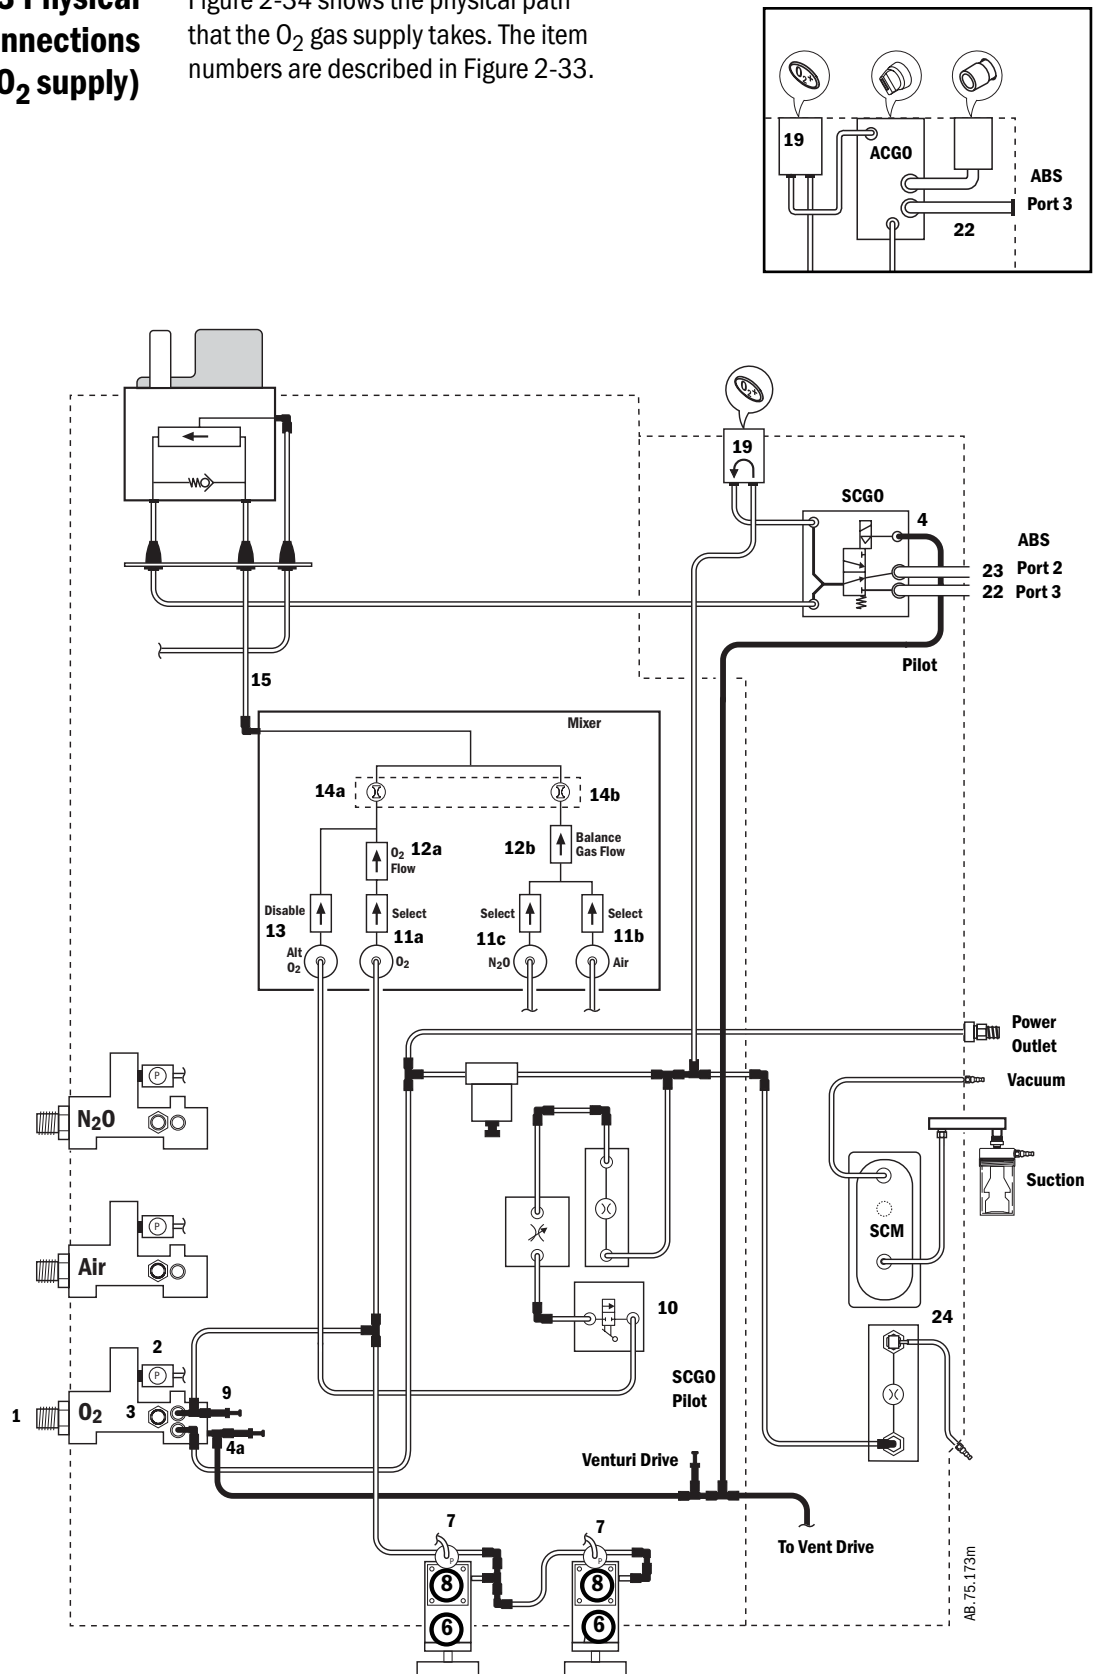 3 Physical
nnections
O2 supply)
Figure 2-34 shows the physical path
that the O2 gas supply takes. The item
numbers are described in Figure 2-33.
O2+
19
ACGO
ABS
Port 3
22
O2+
19
SCGO
4
ABS
23 Port 2
22 Port 3
Pilot
15
Mixer
14a
14b
O2 Flow
12a
12b
Balance
Gas Flow
Disable
13
Select
11a
Select
11c
Select
11b
Alt
O2
O2
N2O
Air
Power
Outlet
Vacuum
P
N2O
Suction
SCM
P
Air
10
24
2
P
1
O2
3
9
4a
SCGO
Pilot
Venturi Drive
To Vent Drive
7
7
P
P
8
8
6
6
AB.75.173m